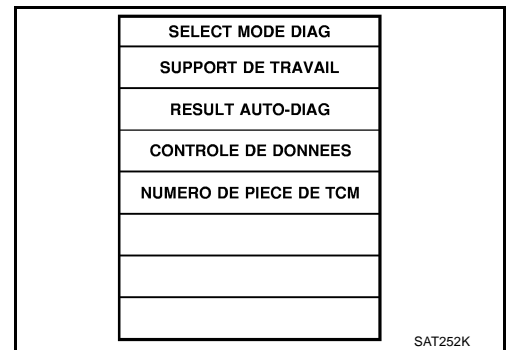 SELECT MODE DIAG
SUPPORT DE TRAVAIL
RESULT AUTO-DIAG
CONTROLE DE DONNEES
NUMERO DE PIECE DE TCM
SAT252K